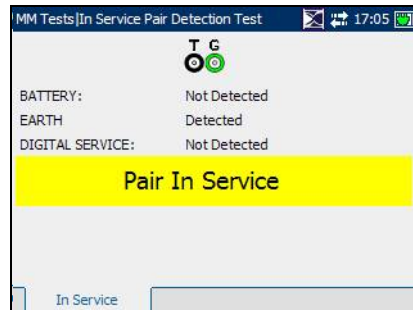 MM Tests|In Service Pair Detection Test 17:05
T G
BATTERY: Not Detected
EARTH Detected
DIGITAL SERVICE: Not Detected
Pair In Service
In Service